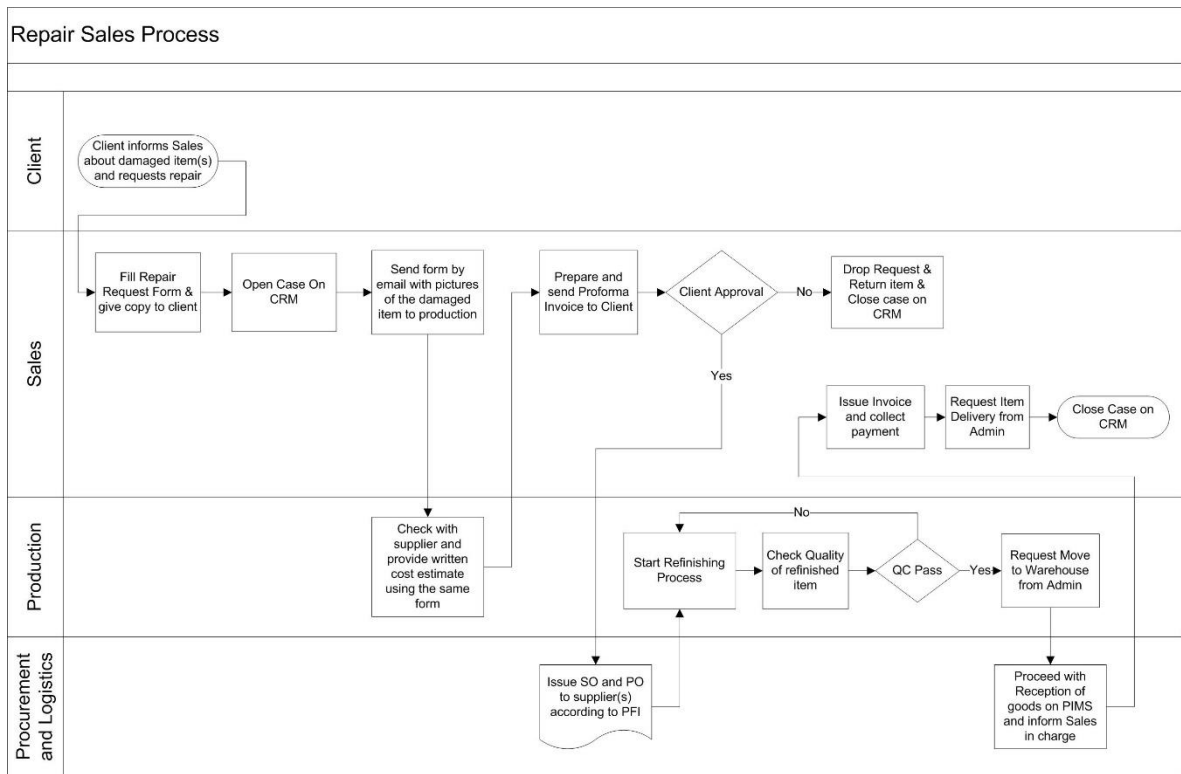 Repair Sales Process
Client
Client informs Sales
about damaged item(s)
and requests repair
Sales
Fill Repair
Request Form &
give copy to client
Open Case On
CRM
Send form by
email with pictures
of the damaged
item to production
Prepare and
send Proforma
Invoice to Client
Client Approval
No
Drop Request &
Return item &
Close case on
CRM
Yes
Issue Invoice
and collect
payment
Request Item
Delivery from
Admin
Close Case on
CRM
Production
Check with
supplier and
provide written
cost estimate
using the same
form
No
Start Refinishing
Process
Check Quality
of refinished
item
QC Pass
Yes
Request Move
to Warehouse
from Admin
Procurement
and Logistics
Issue SO and PO
to supplier(s)
according to PFI
Proceed with
Reception of
goods on PIMS
and inform Sales
in charge